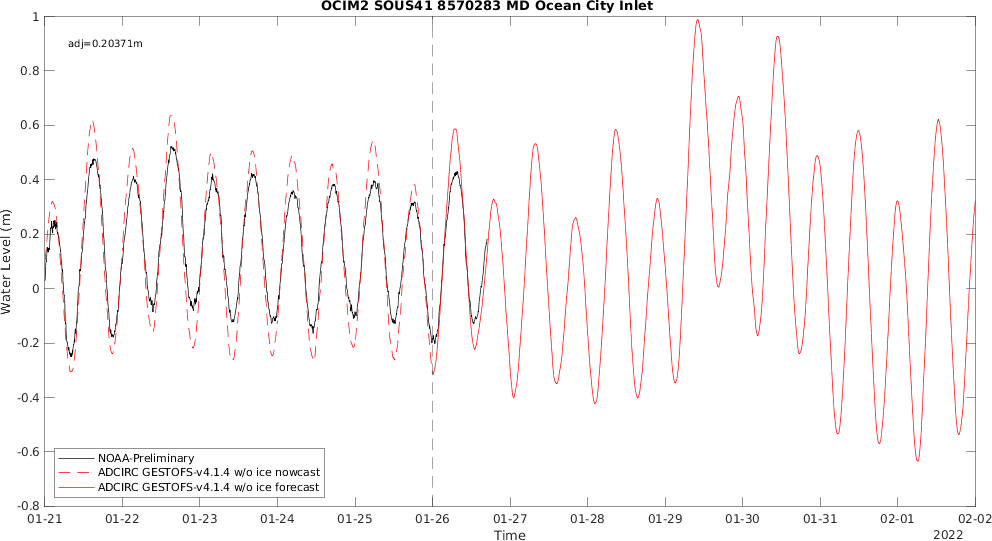 OCIM2 SOUS41 8570283 MD Ocean City Inlet
adj=0.20371m
Water Level (m)
1
0.8
0.6
0.4
0.2
0
-0.2
-0.4
-0.6
-0.8
NOAA-Preliminary
ADCIRC GESTOFS-v4.1.4 w/o ice nowcast
ADCIRC GESTOFS-v4.1.4 w/o ice forecast
01-21 01-22 01-23 01-24 01-25 01-26 01-27 01-28 01-29 01-30 01-31 02-01 02-02
Time
2022